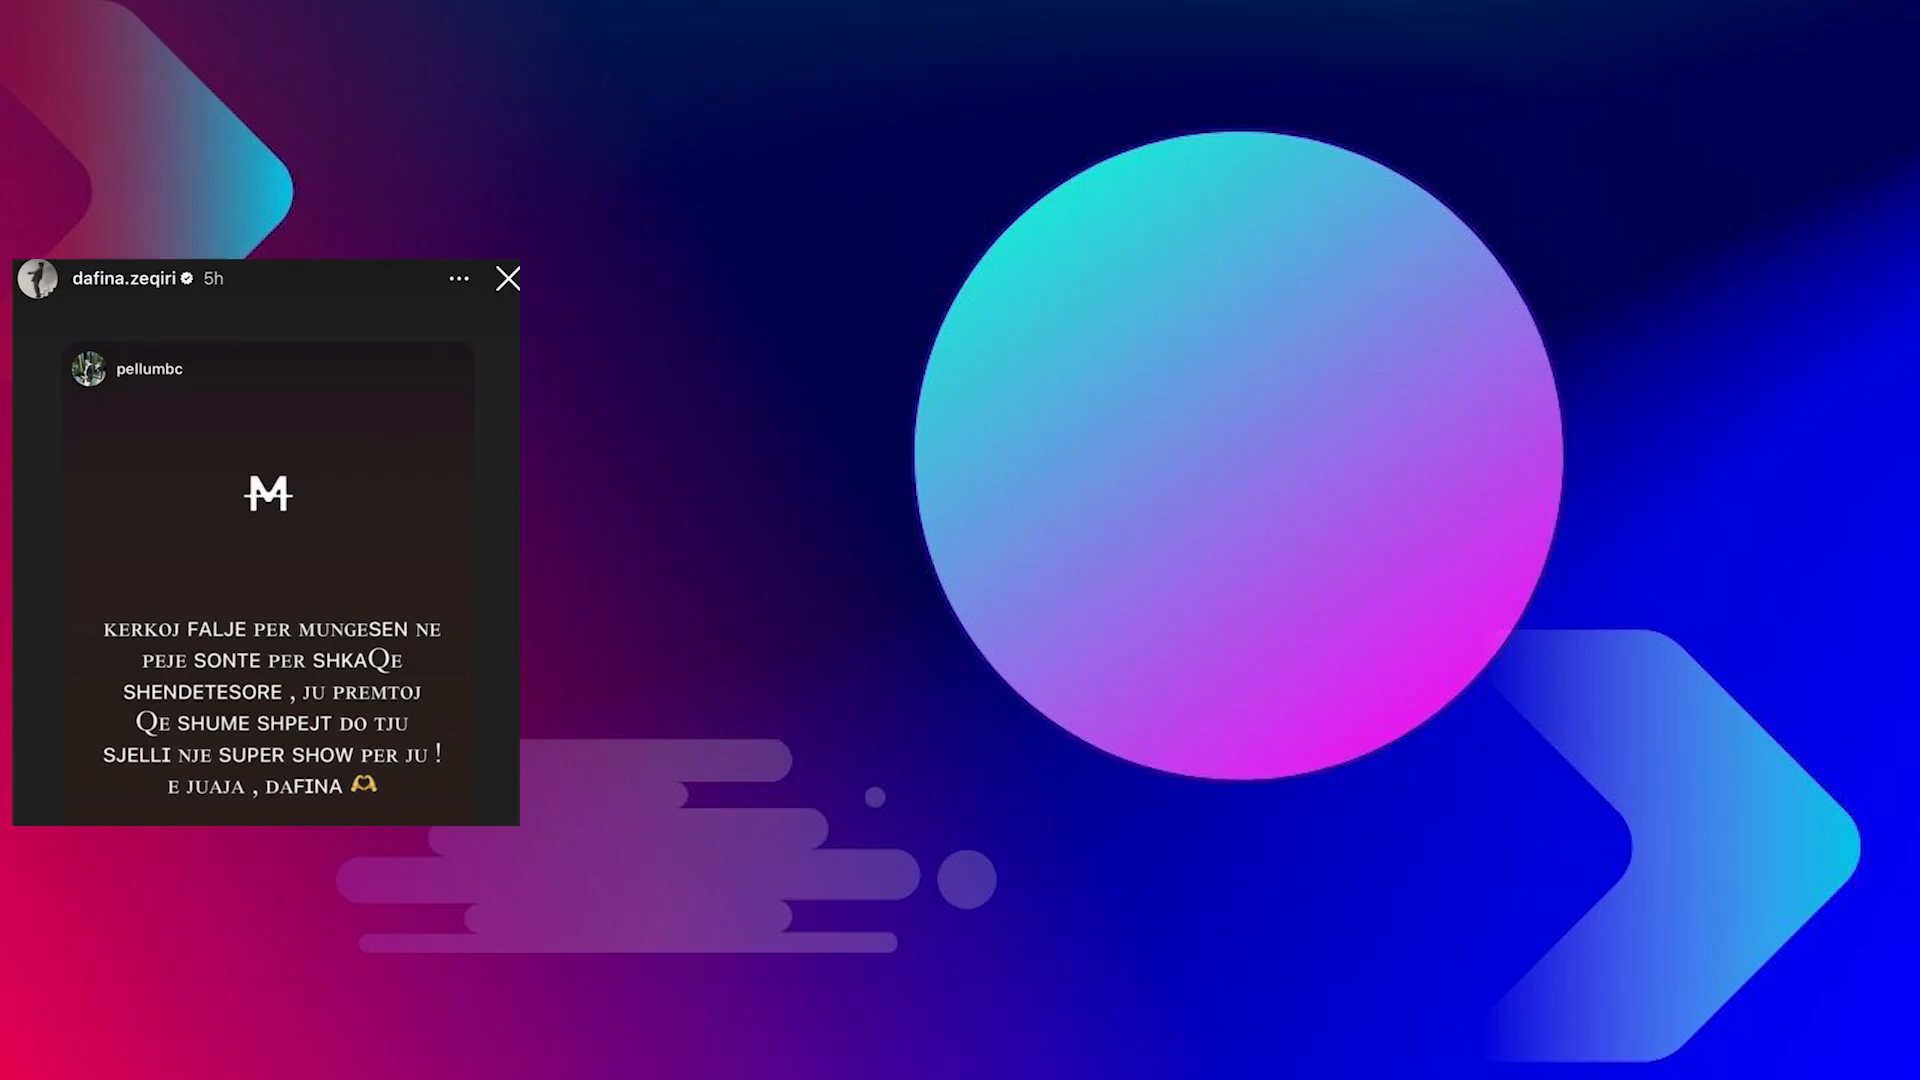 dafina.zeqiri 5h
pellumbc
M
KERKOJ FALJE PER MUNGESEN NE
PEJE SONTE PER SHKAQE
SHENDETESORE , JU PREMTOJ
QE SHUME SHPEJT DO TJU
SJELLI NJE SUPER SHOW PER JU !
E JUAJA , DAFINA 🫶